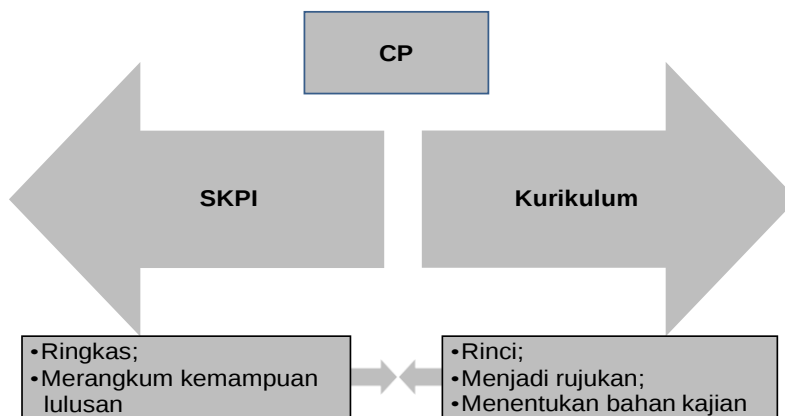 CP
SKPI
Kurikulum
•Ringkas;
•Merangkum kemampuan
lulusan
•Rinci;
•Menjadi rujukan;
•Menentukan bahan kajian